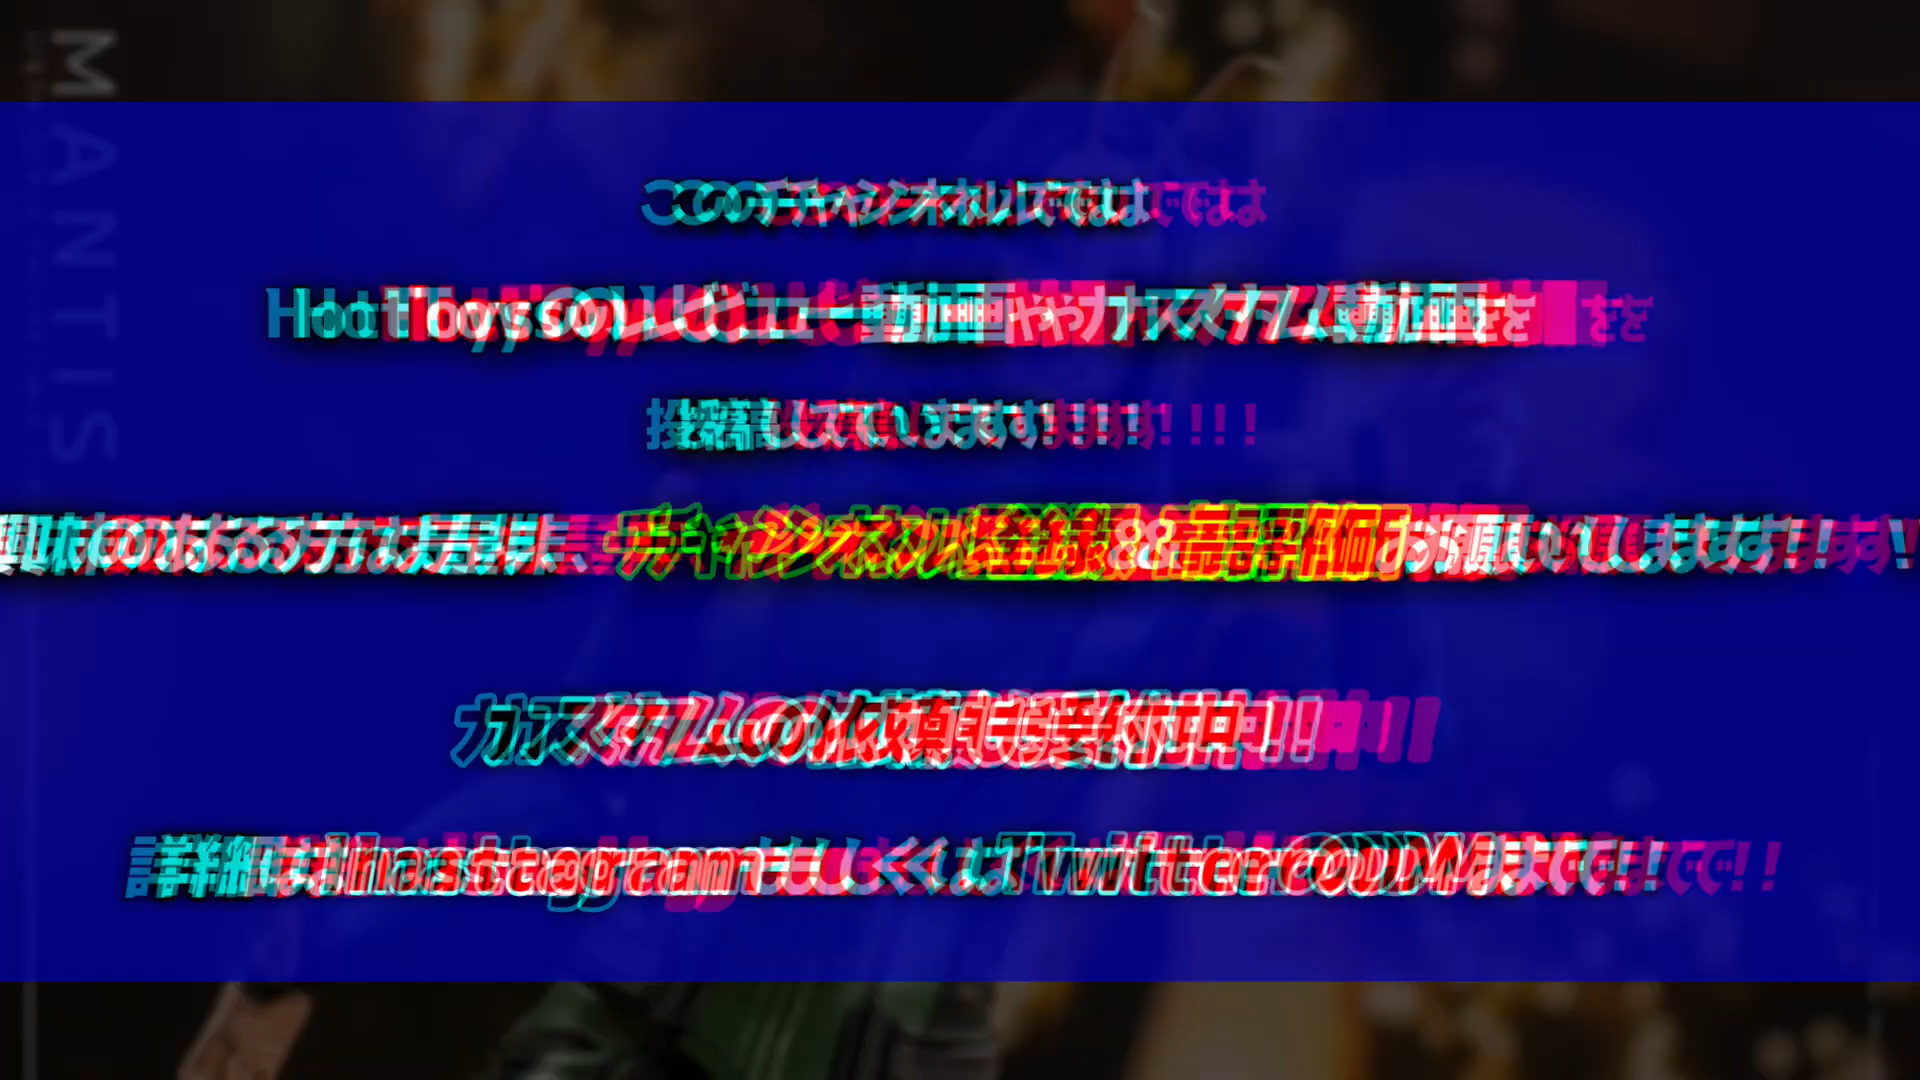 MANTIS
このチャンネルでは
Hottoysのレビュー動画やカスタム動画を
投稿しています!!!
興味のある方は是非、チャンネル登録&高評価お願いします!!
カスタムの依頼も受付中!!
詳細はInstagramもしくはTwitterのDMまで!!